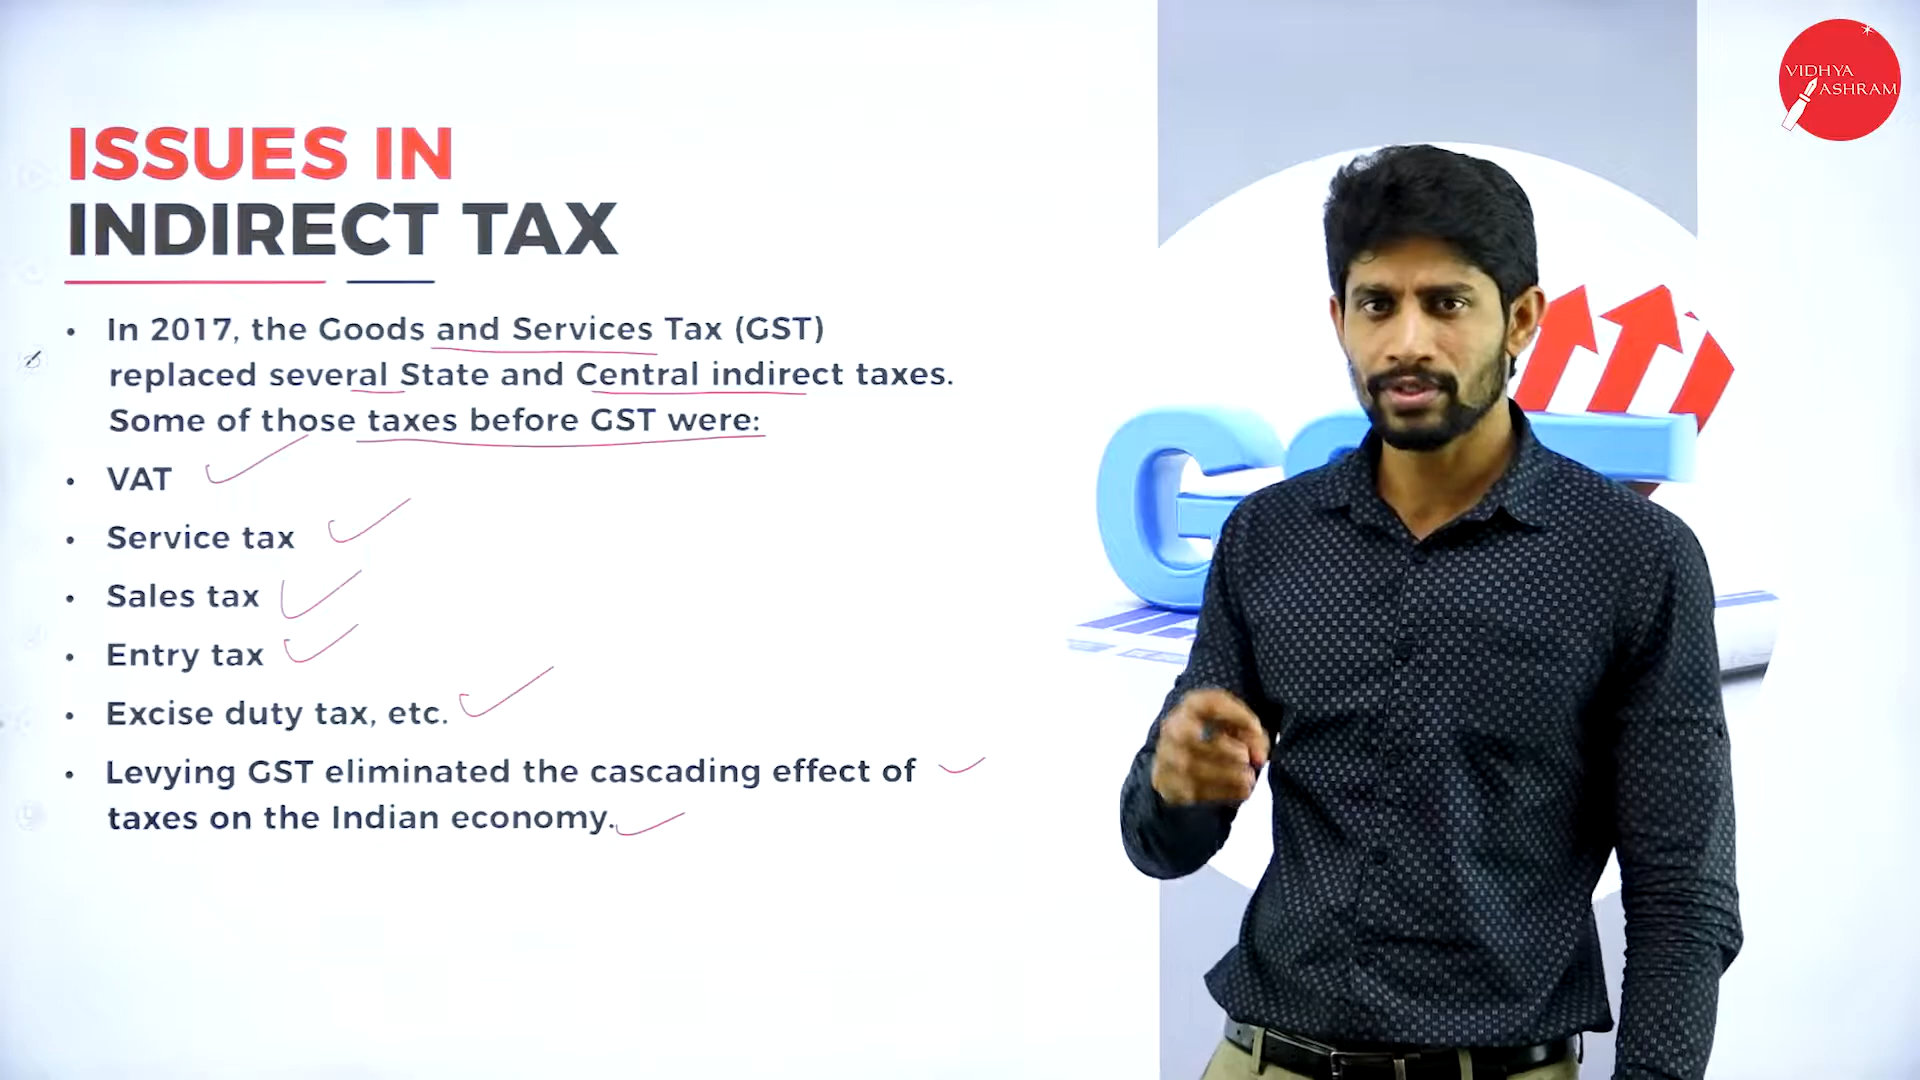 VIDHYA
ASHRAM
ISSUES IN
INDIRECT TAX
• In 2017, the Goods and Services Tax (GST)
replaced several State and Central indirect taxes.
Some of those taxes before GST were:
• VAT
• Service tax
• Sales tax
• Entry tax
• Excise duty tax, etc.
• Levying GST eliminated the cascading effect of
taxes on the Indian economy.
GST